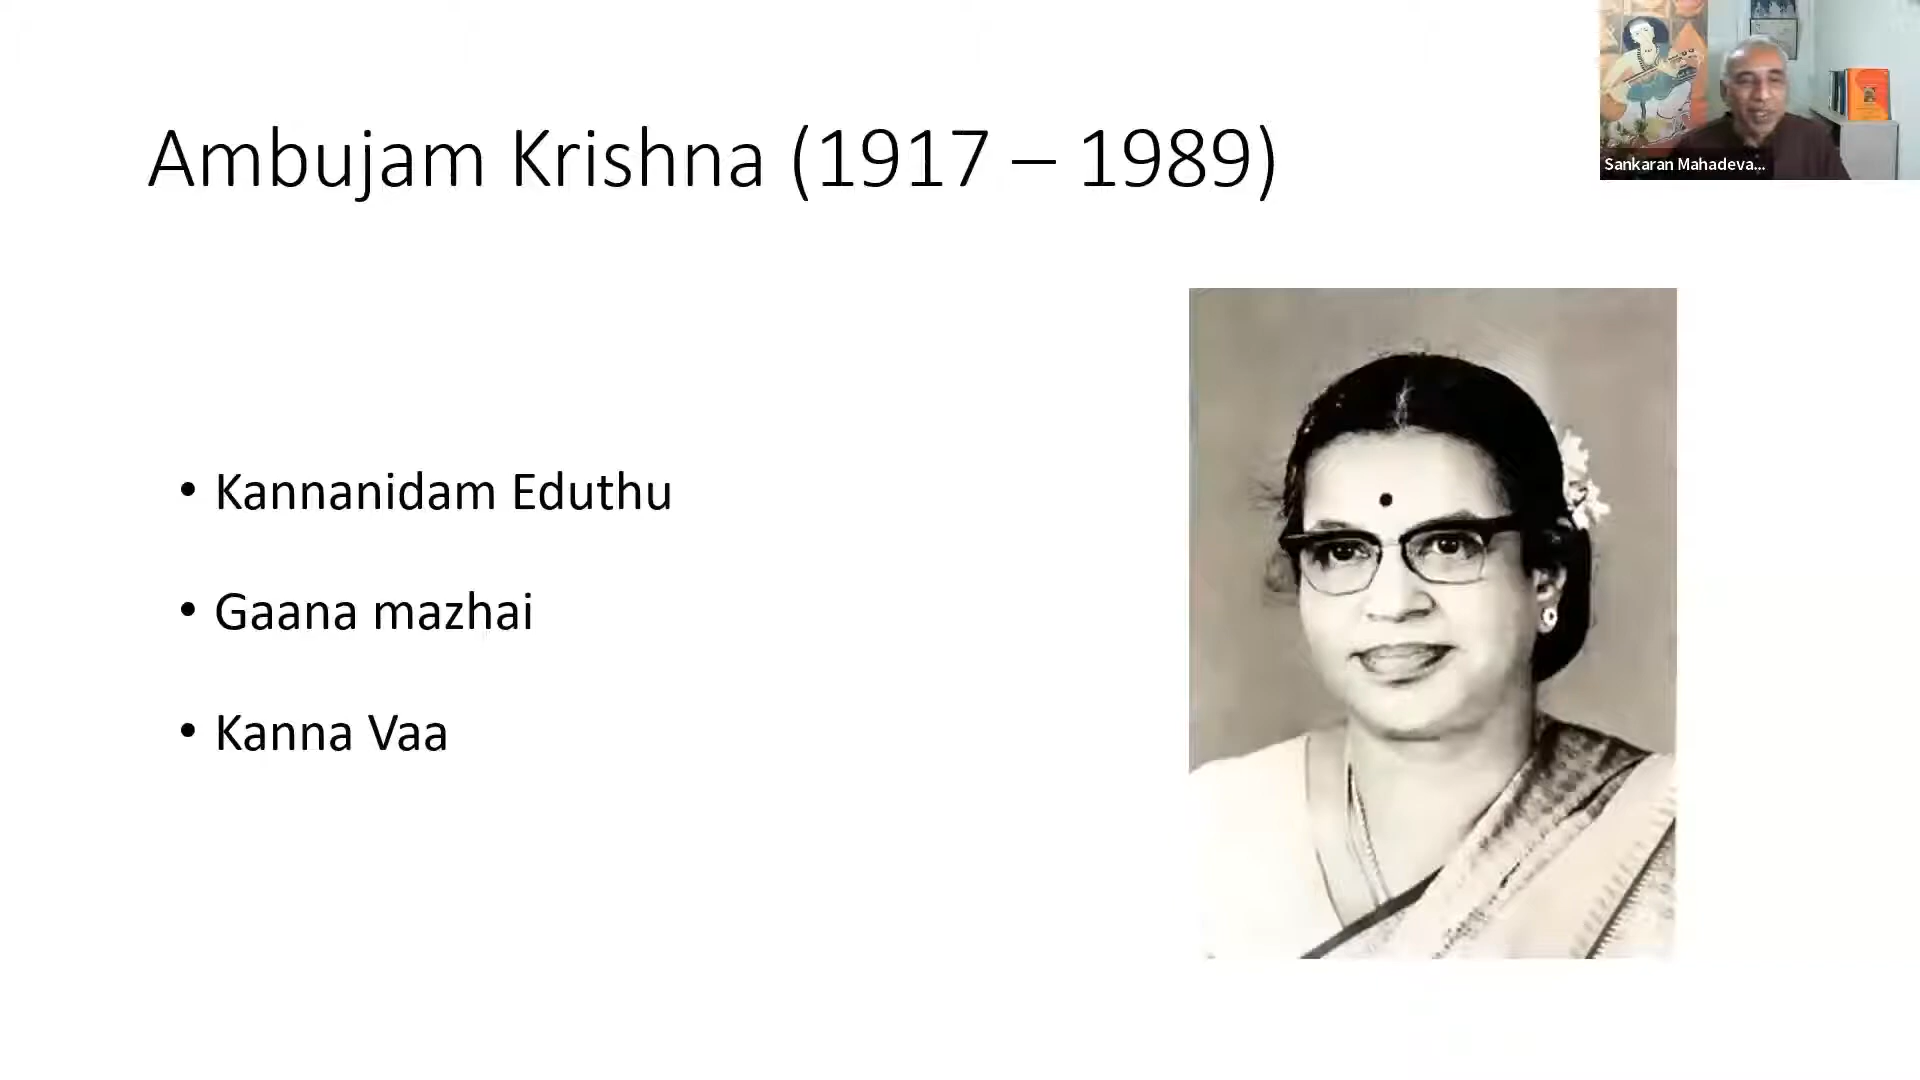 Ambujam Krishna (1917 – 1989)
Sankaran Mahadeva...
• Kannanidam Eduthu
• Gaana mazhai
• Kanna Vaa